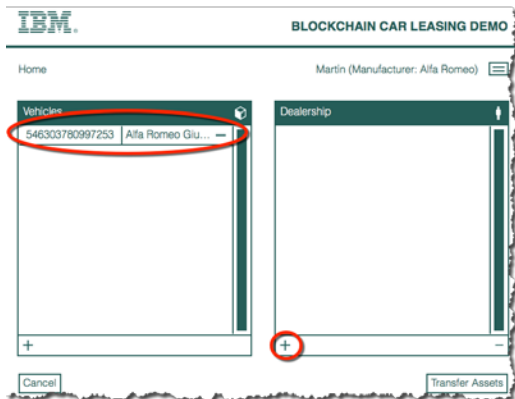 IBM.
BLOCKCHAIN CAR LEASING DEMO
Home
Martin (Manufacturer: Alfa Romeo)
Vehicles
Dealership
546303780997253 Alfa Romeo Giu... −
+
+ −
Cancel
Transfer Assets